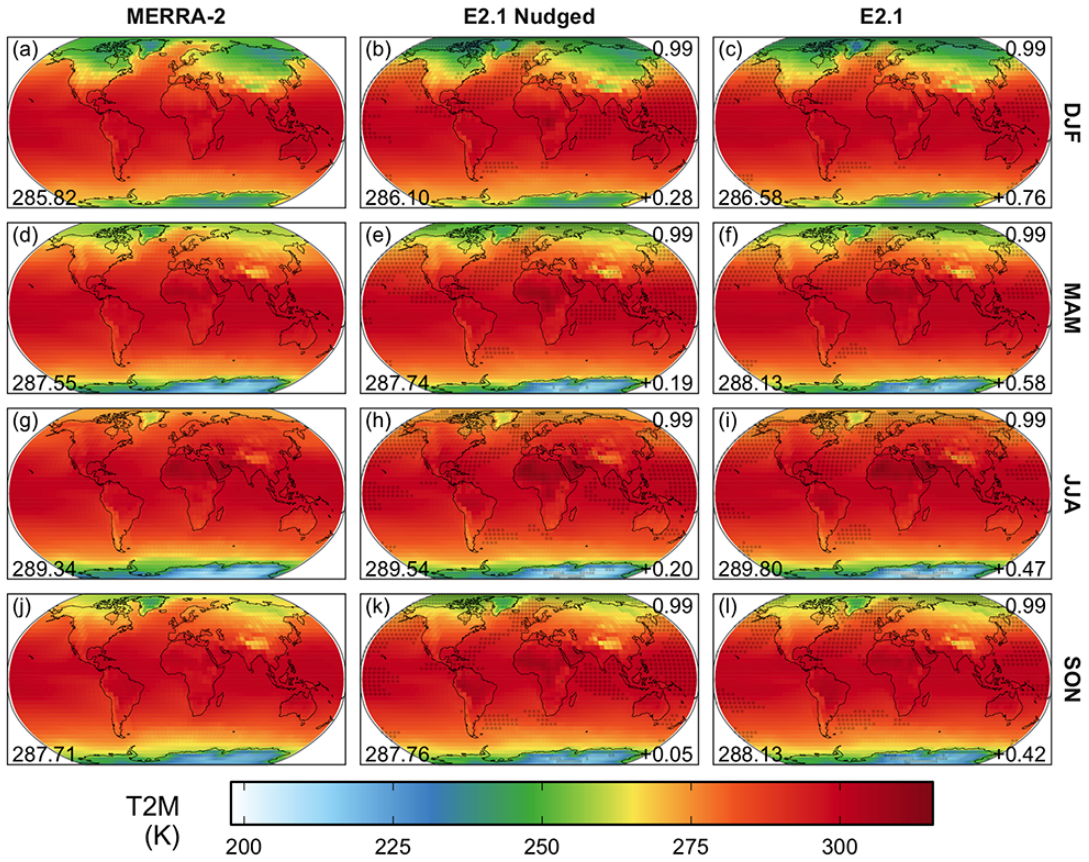 MERRA-2 E2.1 Nudged E2.1
(a) (b) 0.99 (c) 0.99
DJF
285.82 286.10 +0.28 286.58 +0.76
(d) (e) 0.99 (f) 0.99
MAM
287.55 287.74 +0.19 288.13 +0.58
(g) (h) 0.99 (i) 0.99
JJA
289.34 289.54 +0.20 289.80 +0.47
(j) (k) 0.99 (l) 0.99
SON
287.71 287.76 +0.05 288.13 +0.42
T2M
(K)
200 225 250 275 300